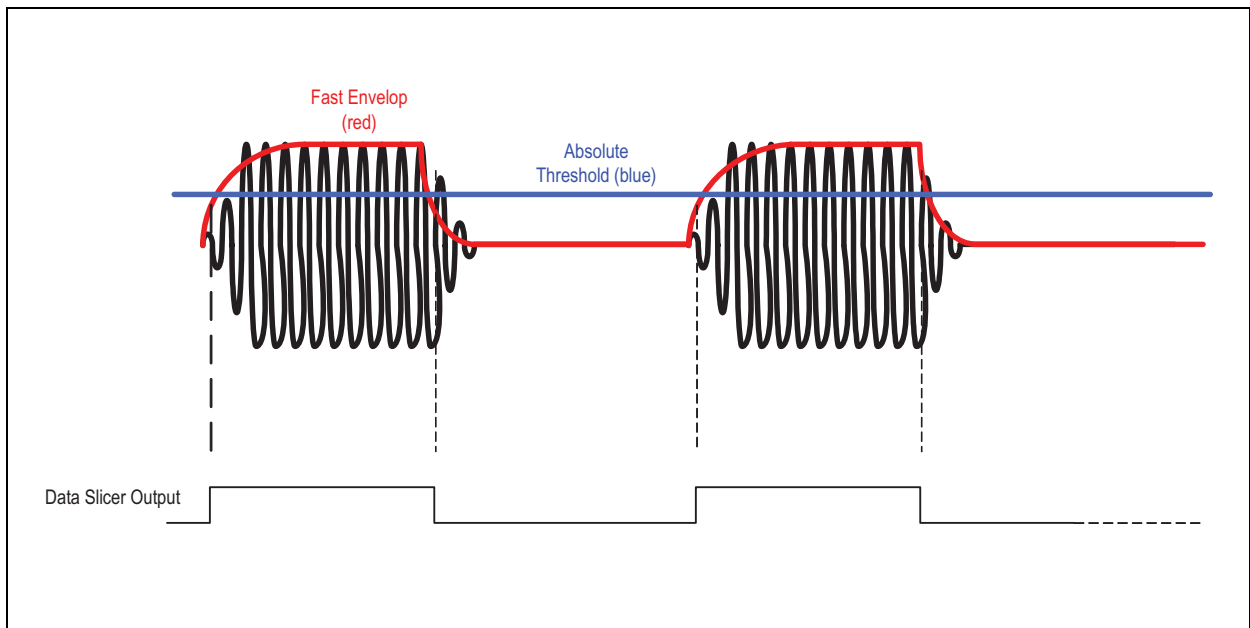 Fast Envelop
(red)
Absolute
Threshold (blue)
Data Slicer Output